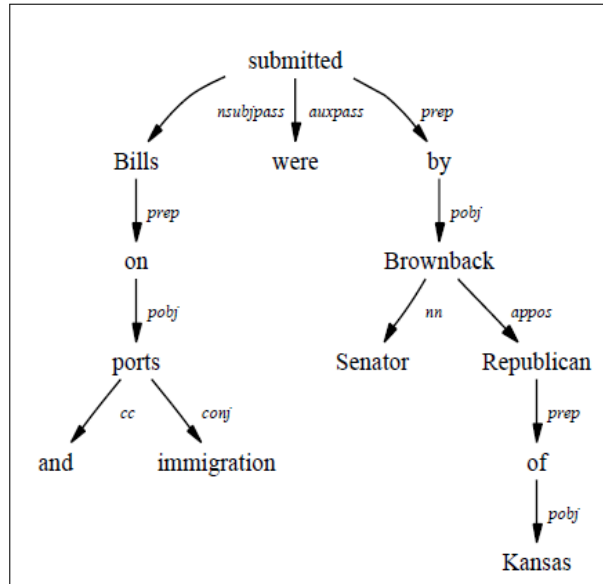 submitted
nsubjpass auxpass prep
Bills were by
prep pobj
on Brownback
pobj nn appos
ports Senator Republican
cc conj prep
and immigration of
pobj
Kansas